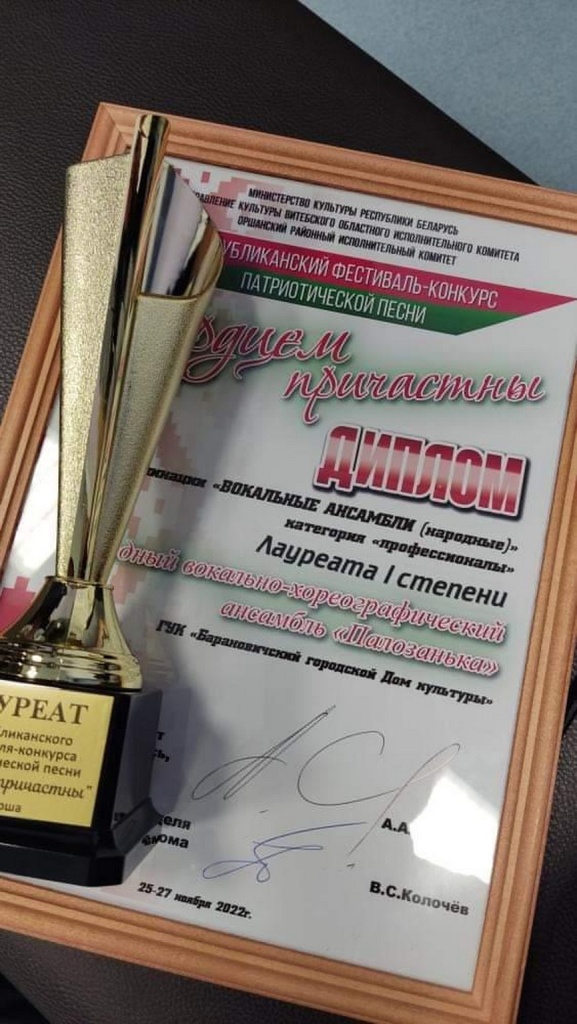 МИНИСТЕРСТВО КУЛЬТУРЫ РЕСПУБЛИКИ БЕЛАРУСЬ
КУЛЬТУРЫ ВИТЕБСКОГО ОБЛАСТНОГО ИСПОЛНИТЕЛЬНОГО КОМИТЕТА
ОРШАНСКИЙ РАЙОННЫЙ ИСПОЛНИТЕЛЬНЫЙ КОМИТЕТ
ФЕСТИВАЛЬ-КОНКУРС
ПАТРИОТИЧЕСКОЙ ПЕСНИ
причастны
ДИПЛОМ
«ВОКАЛЬНЫЕ АНСАМБЛИ (народные)»
категория «профессионалы»
Лауреата I степени
вокально-хореографический
ансамбль «Палозанька»
ГУК «Барановичский городской Дом культуры»
А.А.
В.С.Колочёв
25-27 ноября 2022г.
причастны"